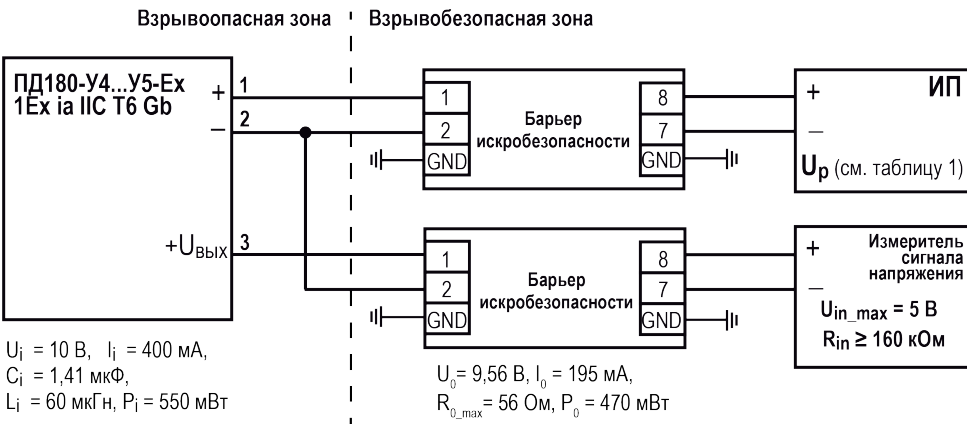 Взрывоопасная зона
Взрывобезопасная зона
ПД180-У4...У5-Ex
1Ex ia IIC T6 Gb
+ 1
– 2
+Uвых 3
1
2
GND
Барьер
искробезопасности
8
7
GND
+
–
ИП
Up (см. таблицу 1)
1
2
GND
Барьер
искробезопасности
8
7
GND
+
–
Измеритель
сигнала
напряжения
Uin_max = 5 В
Rin ≥ 160 кОм
Ui = 10 В, Ii = 400 мА,
Ci = 1,41 мкФ,
Li = 60 мкГн, Pi = 550 мВт
U0= 9,56 В, I0 = 195 мА,
R0_max= 56 Ом, P0 = 470 мВт